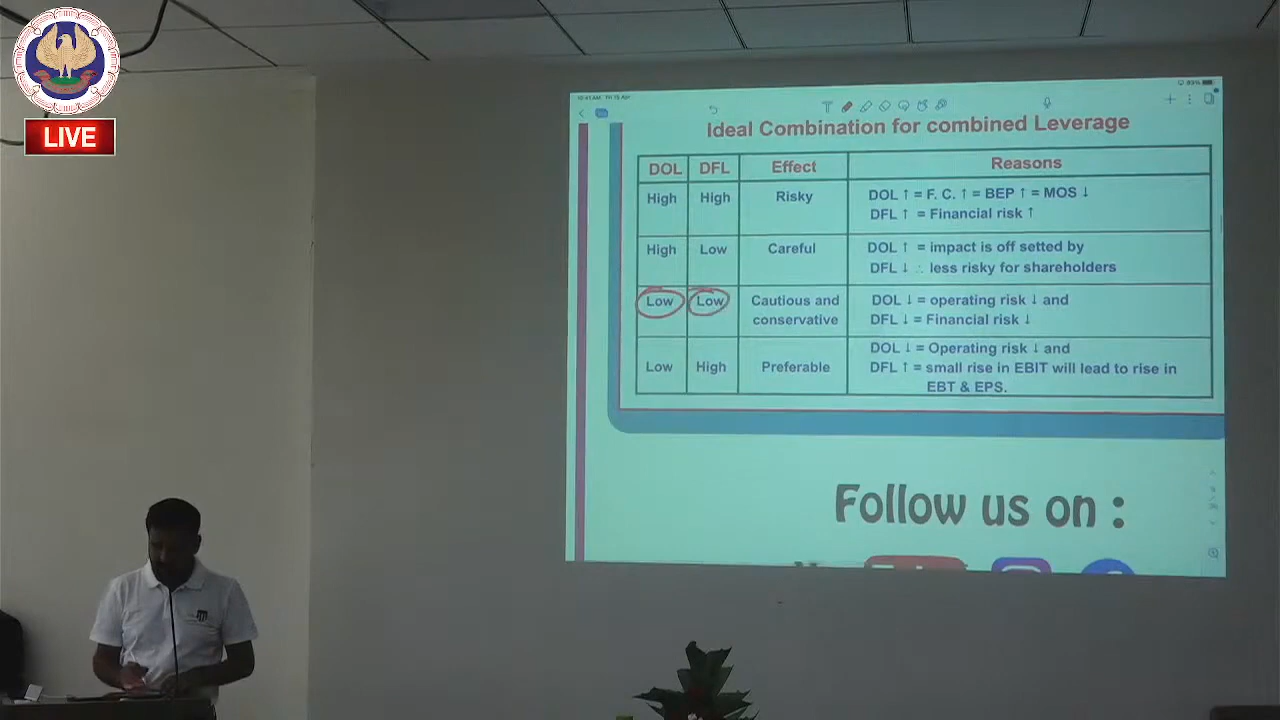 LIVE
Ideal Combination for combined Leverage
DOL DFL Effect Reasons
High High Risky DOL ↑ = F. C. ↑ = BEP ↑ = MOS ↓
DFL ↑ = Financial risk ↑
High Low Careful DOL ↑ = impact is off setted by
DFL ↓ ∴ less risky for shareholders
Low Low Cautious and DOL ↓ = operating risk ↓ and
conservative DFL ↓ = Financial risk ↓
DOL ↓ = Operating risk ↓ and
Low High Preferable DFL ↑ = small rise in EBIT will lead to rise in
EBT & EPS.
Follow us on :